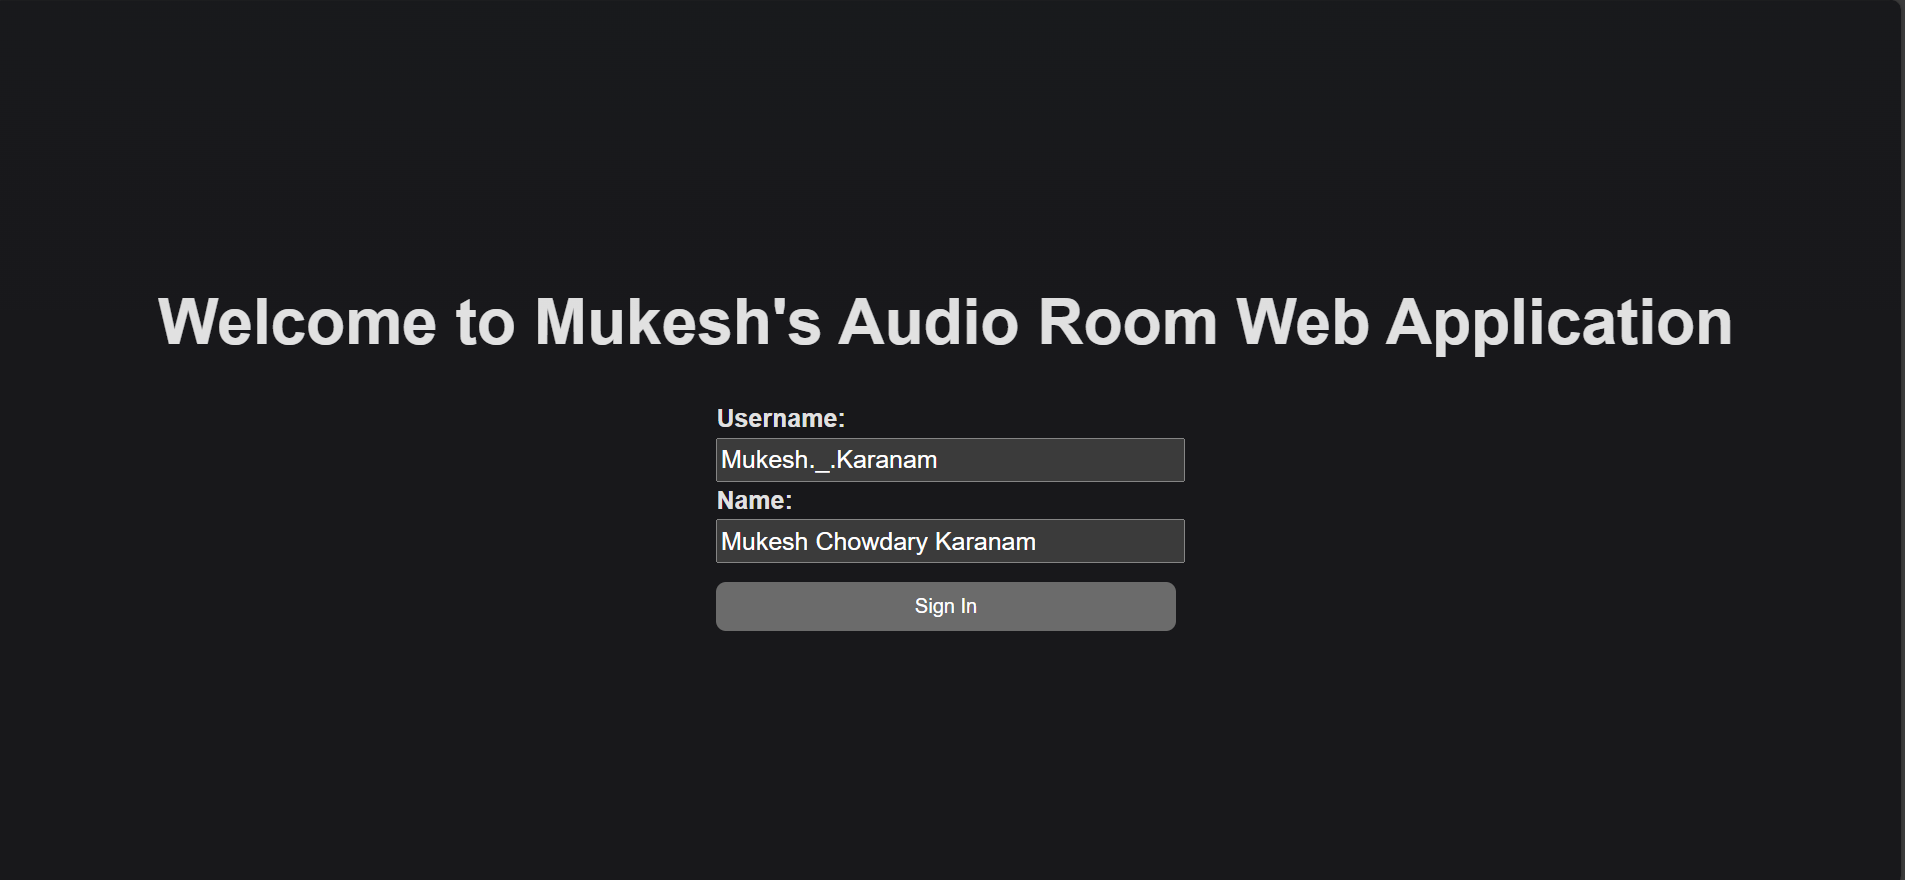 Welcome to Mukesh's Audio Room Web Application
Username:
Mukesh._.Karanam
Name:
Mukesh Chowdary Karanam
Sign In